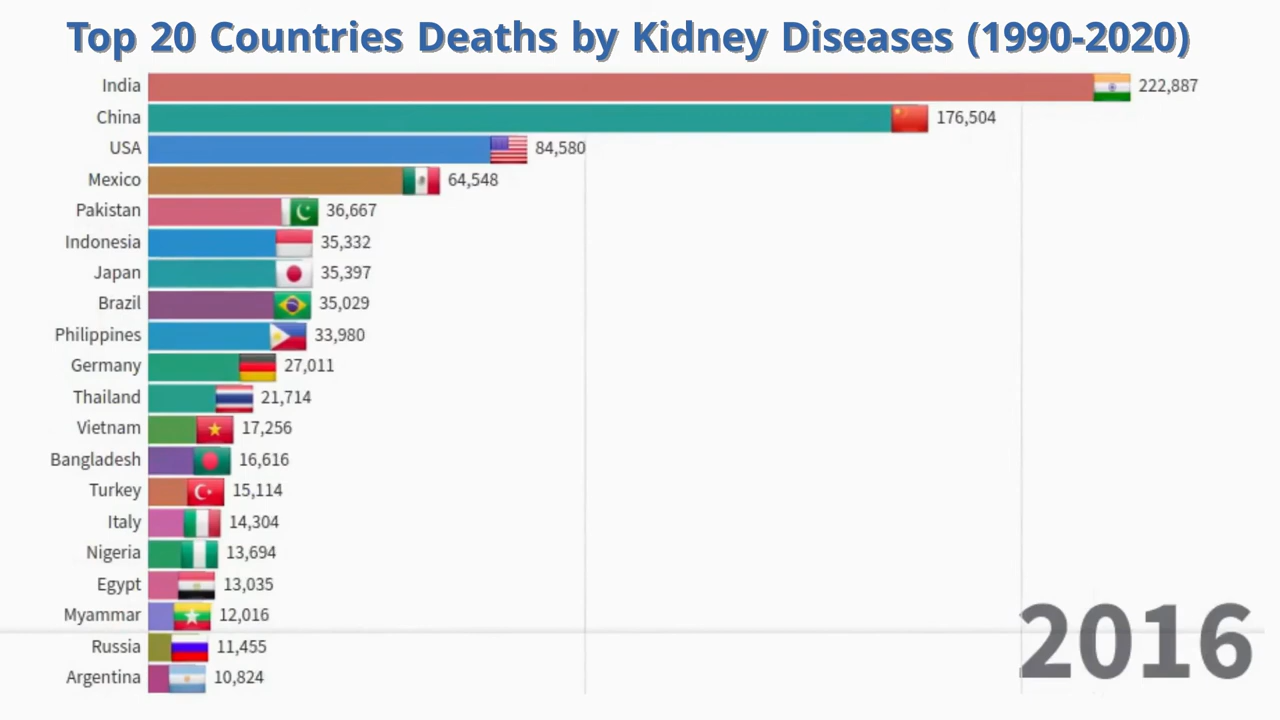 Top 20 Countries Deaths by Kidney Diseases (1990-2020)
India 222,887
China 176,504
USA 84,580
Mexico 64,548
Pakistan 36,667
Indonesia 35,332
Japan 35,397
Brazil 35,029
Philippines 33,980
Germany 27,011
Thailand 21,714
Vietnam 17,256
Bangladesh 16,616
Turkey 15,114
Italy 14,304
Nigeria 13,694
Egypt 13,035
Myammar 12,016
Russia 11,455
Argentina 10,824
2016